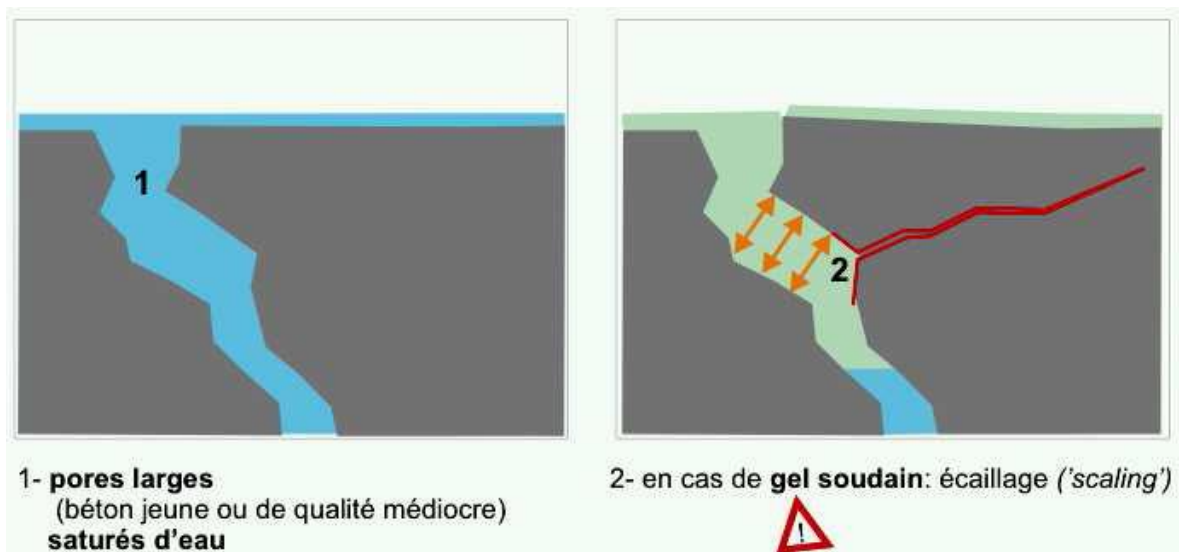 1
2
1- pores larges
(béton jeune ou de qualité médiocre)
saturés d'eau
2- en cas de gel soudain: écaillage ('scaling')
!